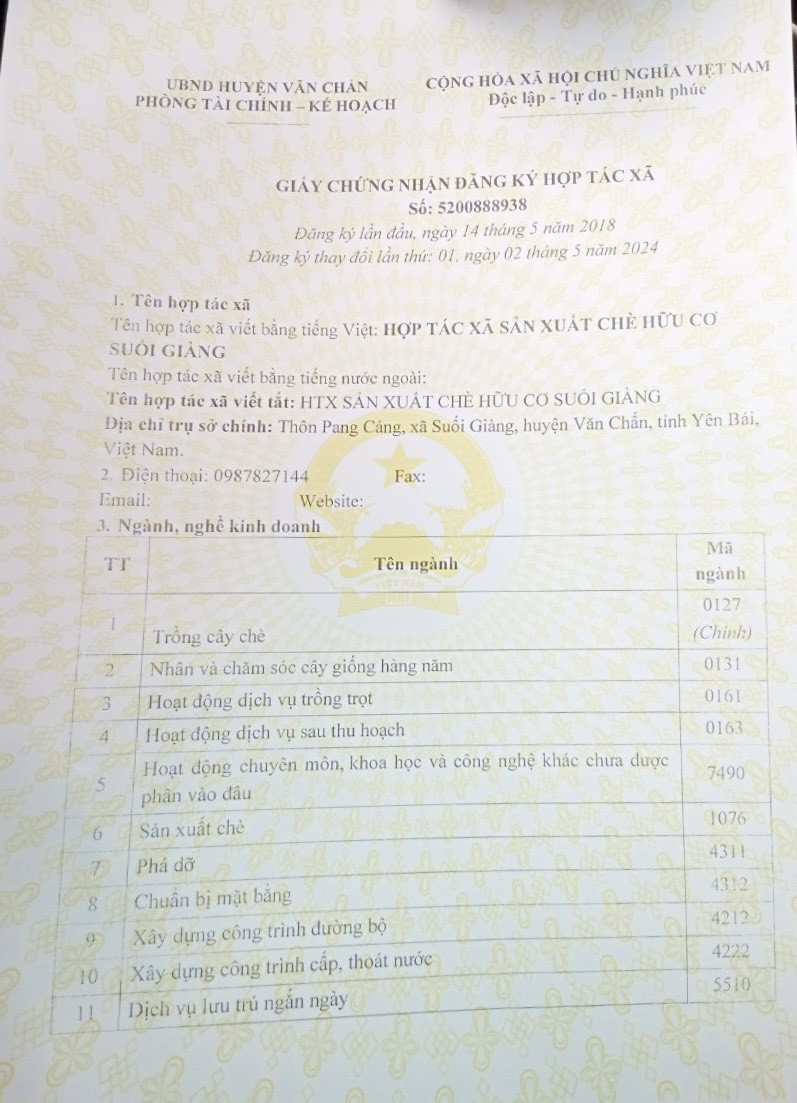 UBND HUYỆN VĂN CHẤN
PHÒNG TÀI CHÍNH – KẾ HOẠCH
CỘNG HÒA XÃ HỘI CHỦ NGHĨA VIỆT NAM
Độc lập - Tự do - Hạnh phúc
GIẤY CHỨNG NHẬN ĐĂNG KÝ HỢP TÁC XÃ
Số: 5200888938
Đăng ký lần đầu, ngày 14 tháng 5 năm 2018
Đăng ký thay đổi lần thứ: 01, ngày 02 tháng 5 năm 2024
1. Tên hợp tác xã
Tên hợp tác xã viết bằng tiếng Việt: HỢP TÁC XÃ SẢN XUẤT CHÈ HỮU CƠ
SUỐI GIÀNG
Tên hợp tác xã viết bằng tiếng nước ngoài:
Tên hợp tác xã viết tắt: HTX SẢN XUẤT CHÈ HỮU CƠ SUỐI GIÀNG
Địa chỉ trụ sở chính: Thôn Pang Cáng, xã Suối Giàng, huyện Văn Chấn, tỉnh Yên Bái,
Việt Nam.
2. Điện thoại: 0987827144 Fax:
Email: Website:
3. Ngành, nghề kinh doanh
TT Tên ngành Mã ngành
1 Trồng cây chè 0127 (Chính)
2 Nhân và chăm sóc cây giống hàng năm 0131
3 Hoạt động dịch vụ trồng trọt 0161
4 Hoạt động dịch vụ sau thu hoạch 0163
5 Hoạt động chuyên môn, khoa học và công nghệ khác chưa được
phân vào đâu 7490
6 Sản xuất chè 1076
7 Phá dỡ 4311
8 Chuẩn bị mặt bằng 4312
9 Xây dựng công trình đường bộ 4212
10 Xây dựng công trình cấp, thoát nước 4222
11 Dịch vụ lưu trú ngắn ngày 5510
VIỆT NAM